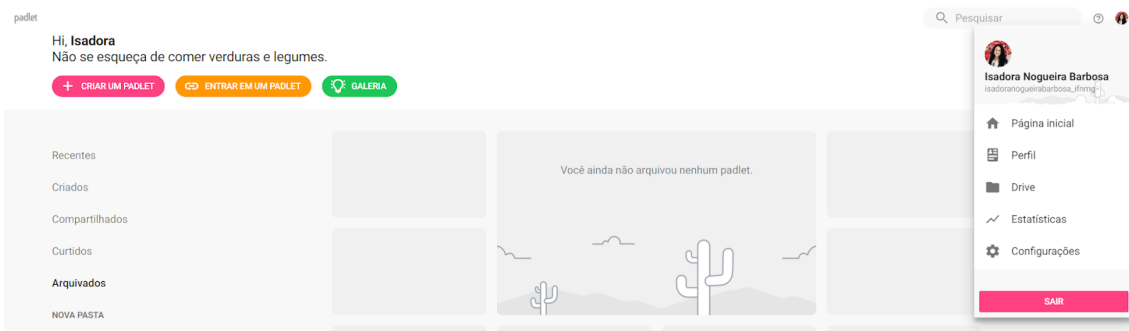 padlet
Pesquisar
Hi, Isadora
Não se esqueça de comer verduras e legumes.
CRIAR UM PADLET
ENTRAR EM UM PADLET
GALERIA
Isadora Nogueira Barbosa
isadoranogueirabarbosa_ifnmg
Página inicial
Perfil
Drive
Estatísticas
Configurações
SAIR
Recentes
Criados
Compartilhados
Curtidos
Arquivados
NOVA PASTA
Você ainda não arquivou nenhum padlet.